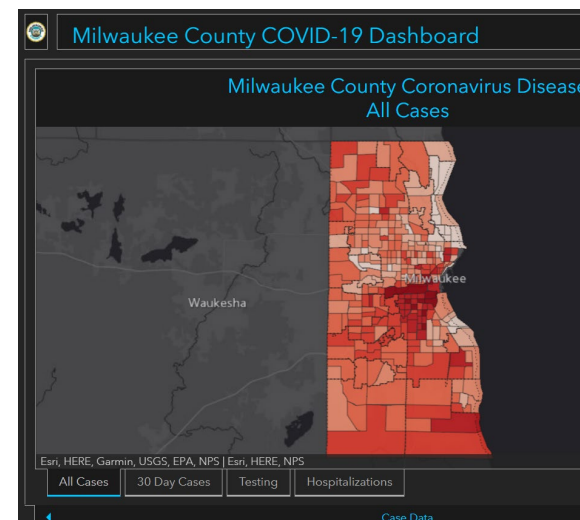 Milwaukee County COVID-19 Dashboard
Milwaukee County Coronavirus Diseas
All Cases
Milwaukee
Waukesha
Esri, HERE, Garmin, USGS, EPA, NPS | Esri, HERE, NPS
All Cases
30 Day Cases
Testing
Hospitalizations
Case Data